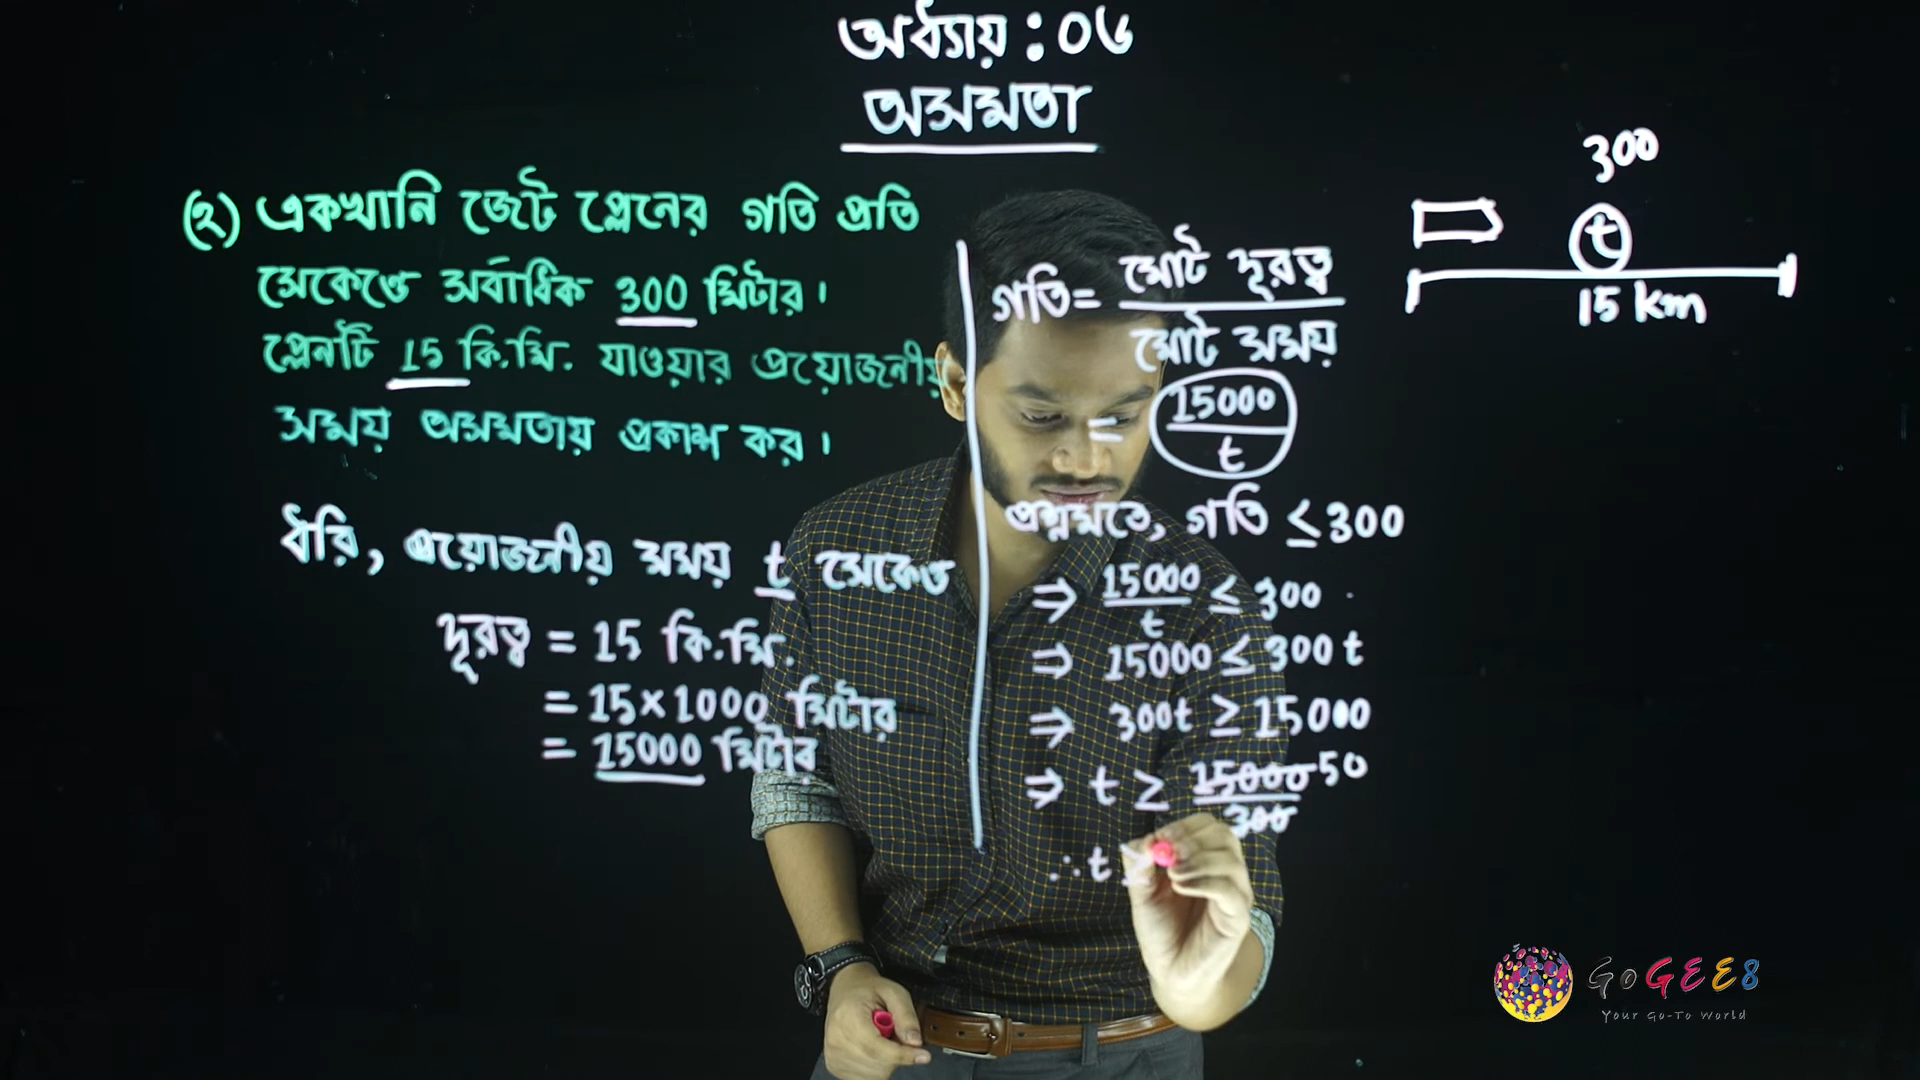 অধ্যায় : ০৬
অসমতা
(২) একখানি জেট প্লেনের গতি প্রতি
সেকেন্ডে সর্বাধিক 300 মিটার।
প্লেনটি 15 কি.মি. যাওয়ার প্রয়োজনীয়
সময় অসমতায় প্রকাশ কর।
ধরি, প্রয়োজনীয় সময় t সেকেন্ড
দূরত্ব = 15 কি.মি.
= 15 × 1000 মিটার
= 15000 মিটার
গতি = মোট দূরত্ব
মোট সময়
= 15000
t
প্রশ্নমতে, গতি ≤ 300
⇒ 15000 ≤ 300
t
⇒ 15000 ≤ 300 t
⇒ 300t ≥ 15000
⇒ t ≥ 15000 50
300
∴ t ≥
300
t
15 km
GoGEE8
Your Go-To World